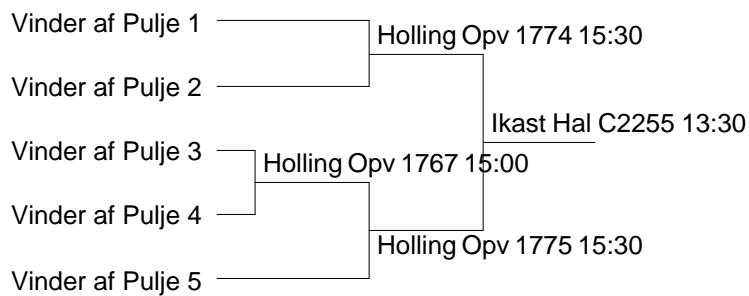 Vinder af Pulje 1
Holling Opv 1774 15:30
Vinder af Pulje 2
Ikast Hal C2255 13:30
Vinder af Pulje 3
Holling Opv 1767 15:00
Vinder af Pulje 4
Holling Opv 1775 15:30
Vinder af Pulje 5